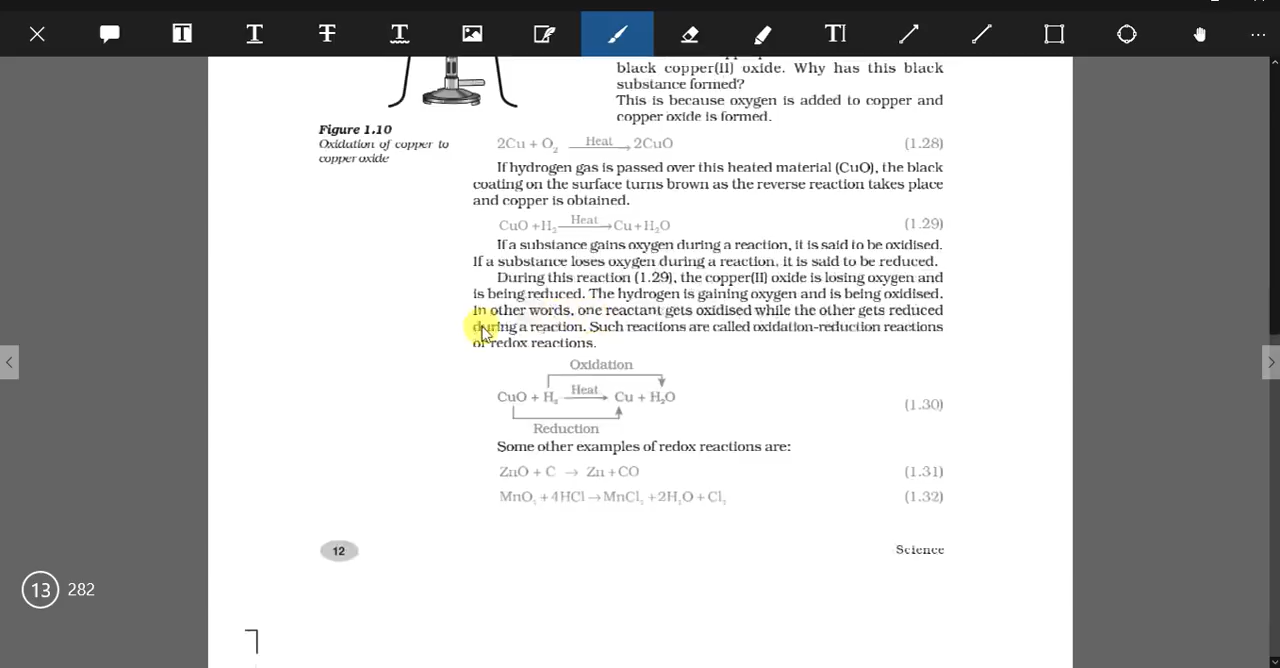 T T T T TI
black copper(II) oxide. Why has this black
substance formed?
This is because oxygen is added to copper and
copper oxide is formed.
Figure 1.10
Oxidation of copper to
copper oxide
2Cu + O₂ Heat→ 2CuO (1.28)
If hydrogen gas is passed over this heated material (CuO), the black
coating on the surface turns brown as the reverse reaction takes place
and copper is obtained.
CuO +H₂ Heat→ Cu+H₂O (1.29)
If a substance gains oxygen during a reaction, it is said to be oxidised.
If a substance loses oxygen during a reaction, it is said to be reduced.
During this reaction (1.29), the copper(II) oxide is losing oxygen and
is being reduced. The hydrogen is gaining oxygen and is being oxidised.
In other words, one reactant gets oxidised while the other gets reduced
during a reaction. Such reactions are called oxidation-reduction reactions
or redox reactions.
Oxidation
CuO + H₂ Heat→ Cu + H₂O (1.30)
Reduction
Some other examples of redox reactions are:
ZnO + C → Zn + CO (1.31)
MnO₂ + 4HCl → MnCl₂ + 2H₂O + Cl₂ (1.32)
12 Science
13 282